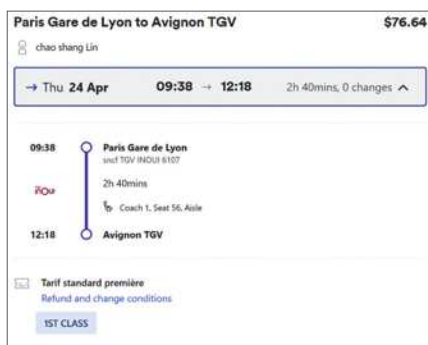 Paris Gare de Lyon to Avignon TGV $76.64
chao shang Lin
→ Thu 24 Apr 09:38 → 12:18 2h 40mins, 0 changes
09:38 Paris Gare de Lyon
sncf TGV INOUI 6107
2h 40mins
Coach 1, Seat 56, Aisle
12:18 Avignon TGV
Tarif standard première
Refund and change conditions
1ST CLASS